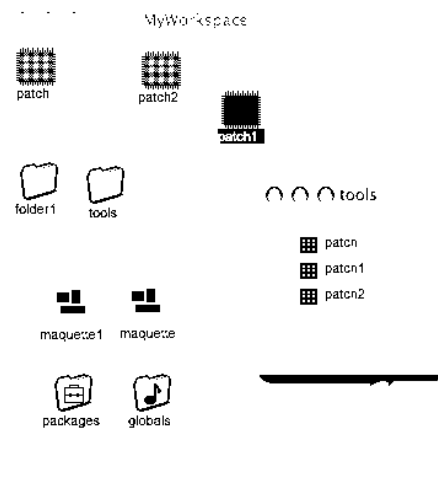 MyWorkspace
patch
patch2
patch1
folder1
tools
tools
patch
patch1
patch2
maquette1
maquette
packages
globals